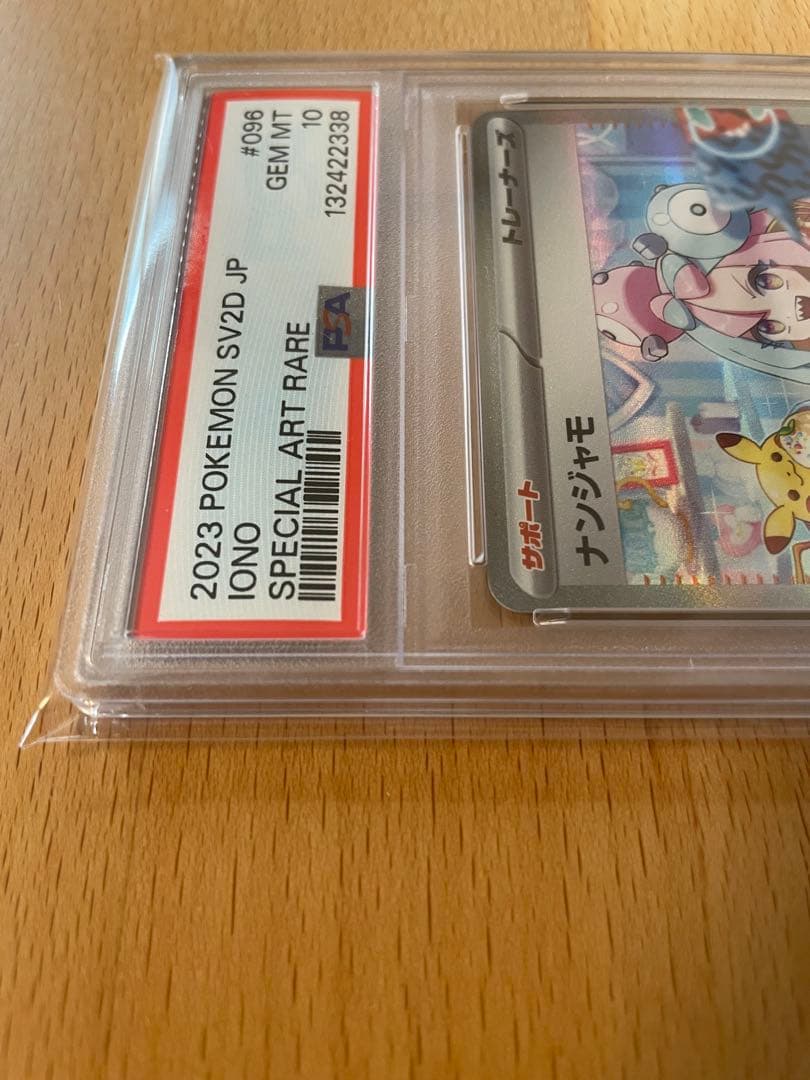 2023 POKEMON SV2D JP
#096
IONO
GEM MT
SPECIAL ART RARE
10
132422338
PSA
サポート
トレーナーズ
ナンジャモ